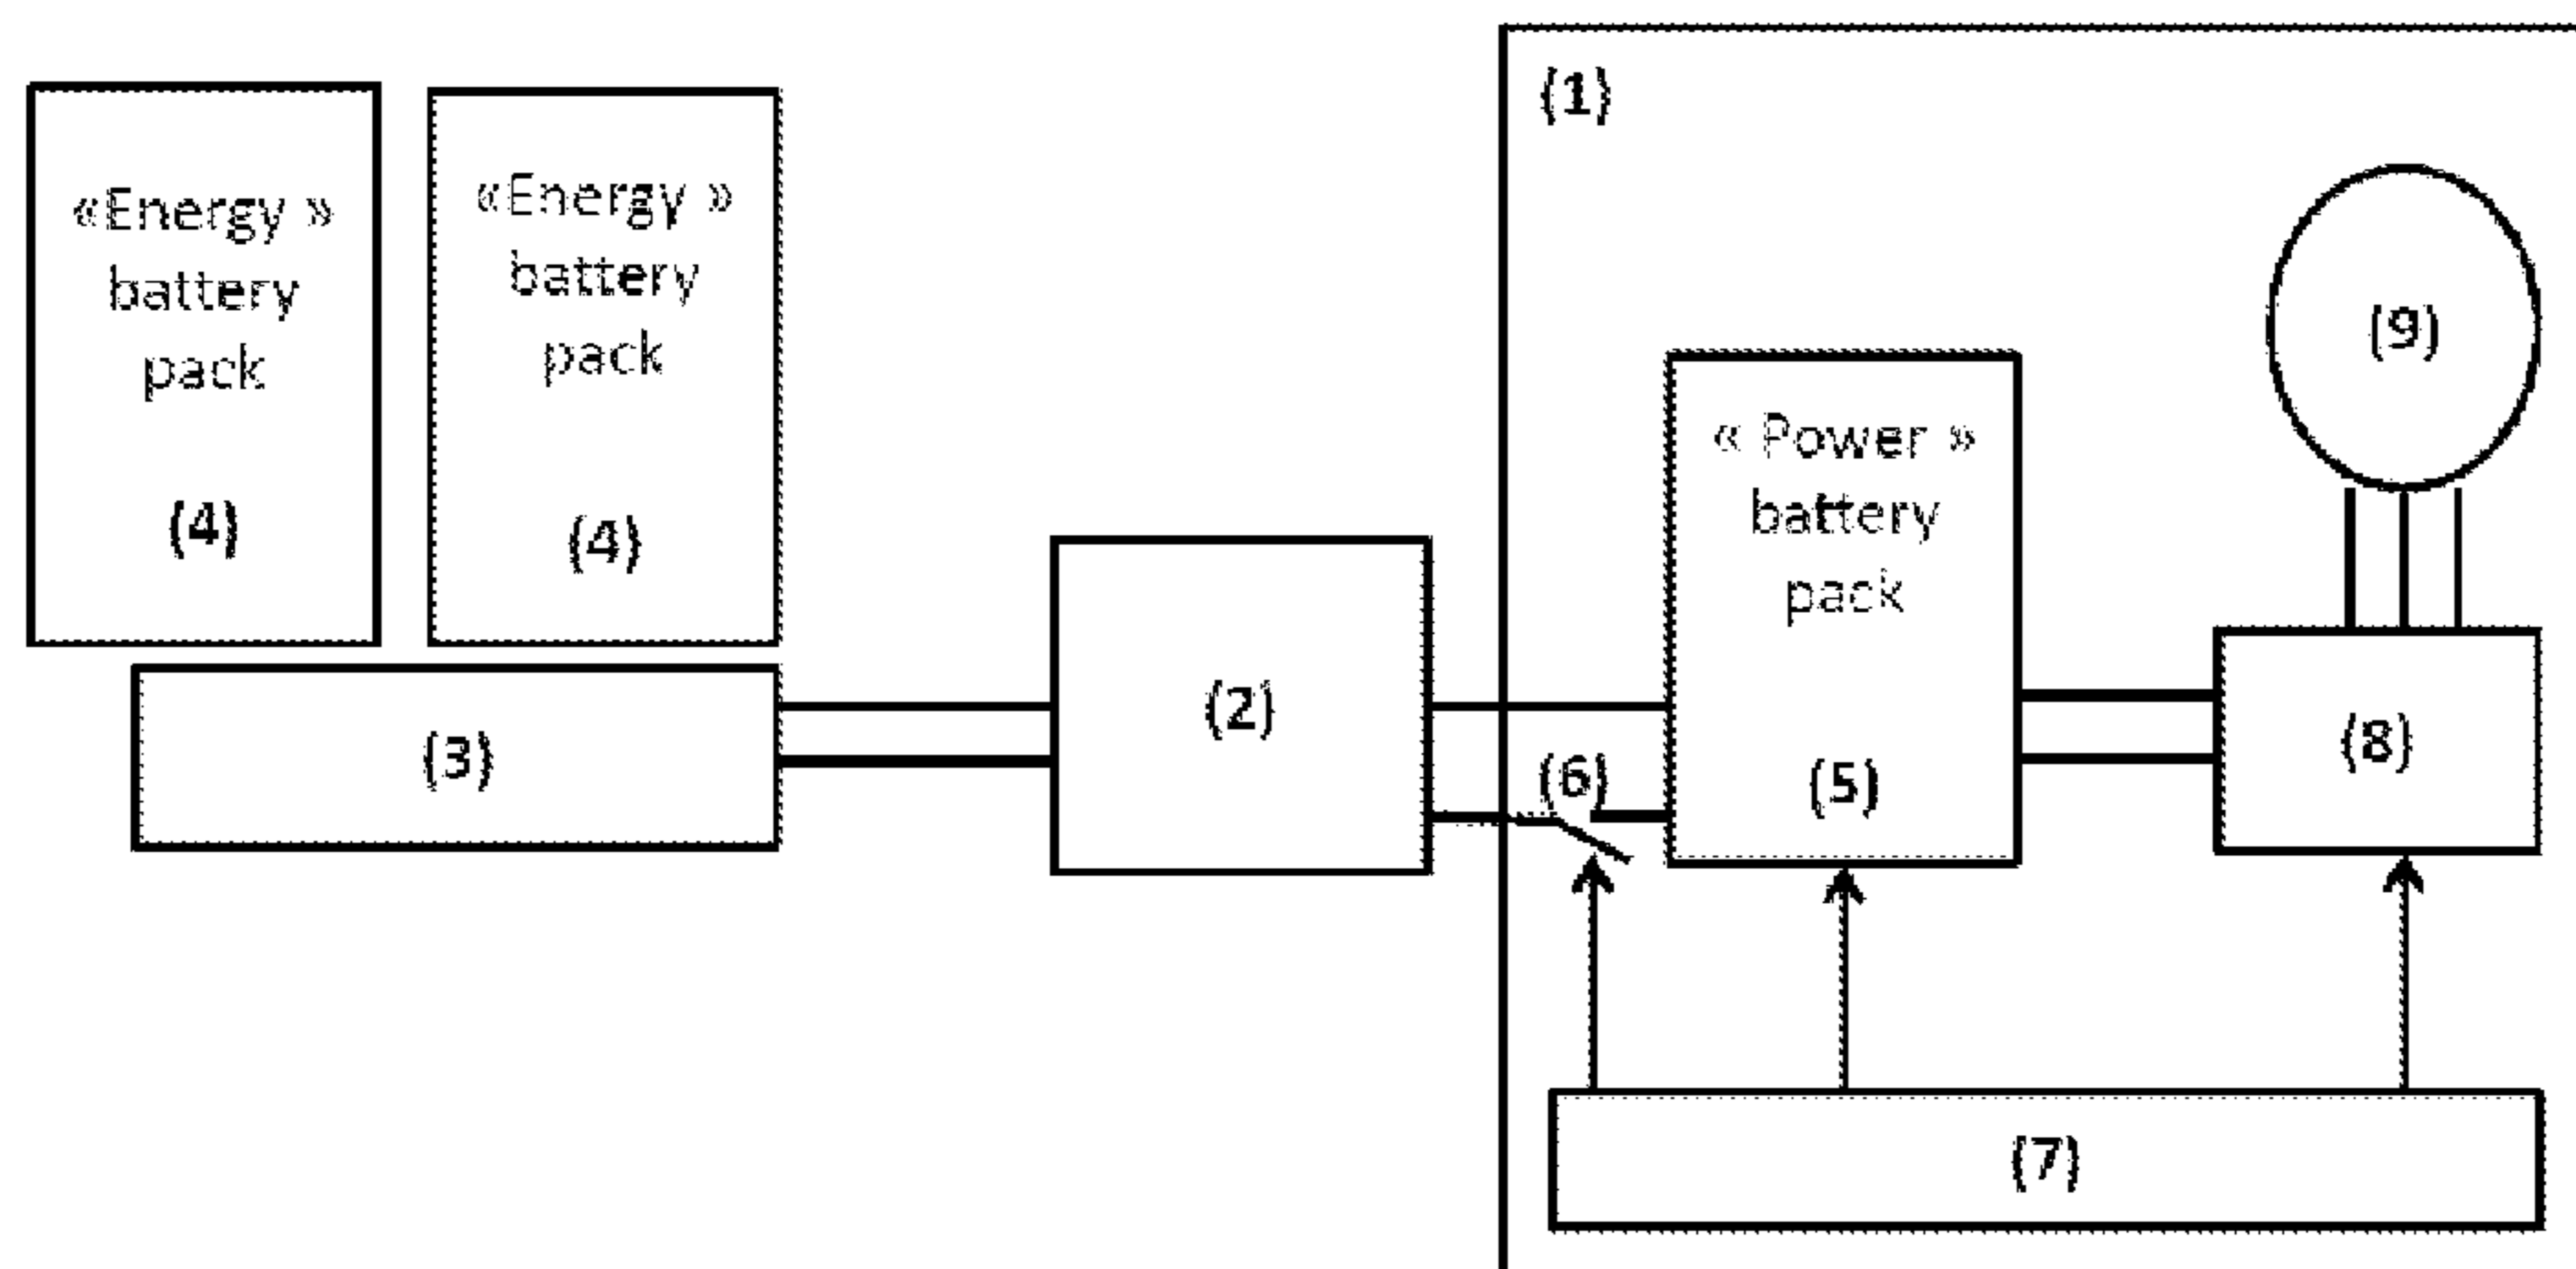 (1)
«Energy »
battery
pack
(4)
«Energy »
battery
pack
(4)
(3)
(2)
(6)
« Power »
battery
pack
(5)
(9)
(8)
(7)